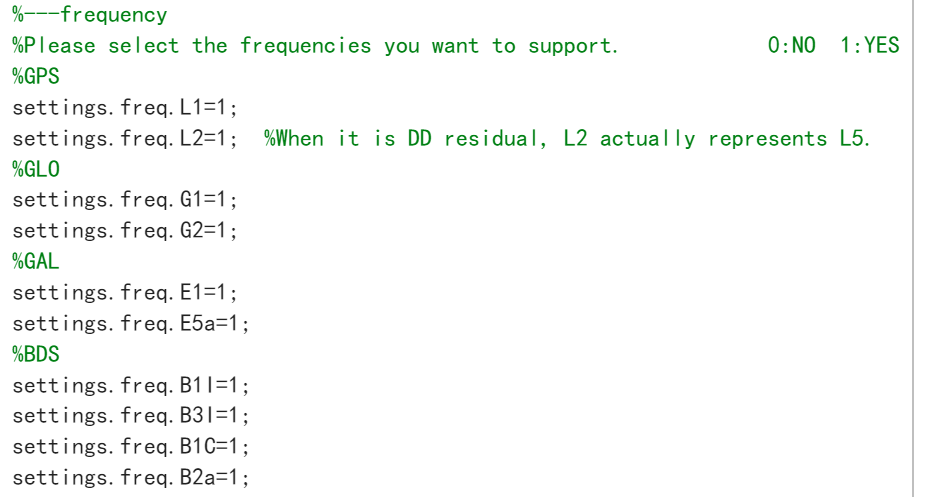 %---frequency
%Please select the frequencies you want to support. 0:NO 1:YES
%GPS
settings.freq.L1=1;
settings.freq.L2=1; %When it is DD residual, L2 actually represents L5.
%GLO
settings.freq.G1=1;
settings.freq.G2=1;
%GAL
settings.freq.E1=1;
settings.freq.E5a=1;
%BDS
settings.freq.B1I=1;
settings.freq.B3I=1;
settings.freq.B1C=1;
settings.freq.B2a=1;